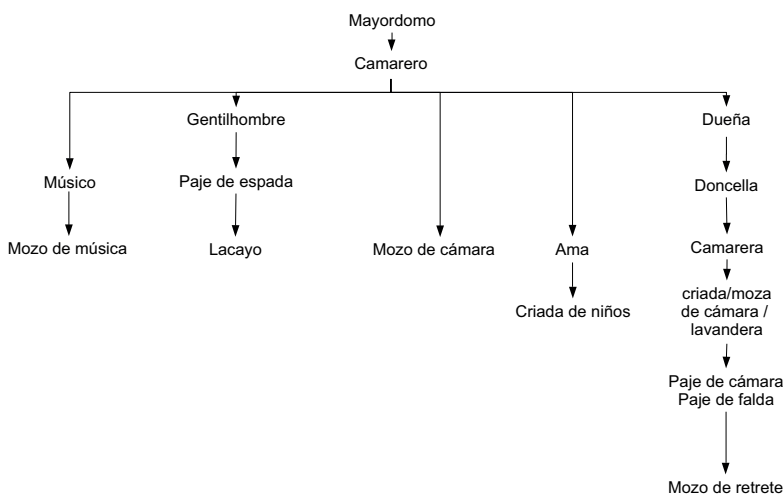 Mayordomo
Camarero
Gentilhombre
Dueña
Músico
Paje de espada
Doncella
Mozo de música
Lacayo
Mozo de cámara
Ama
Camarera
Criada de niños
criada/moza
de cámara /
lavandera
Paje de cámara
Paje de falda
Mozo de retrete